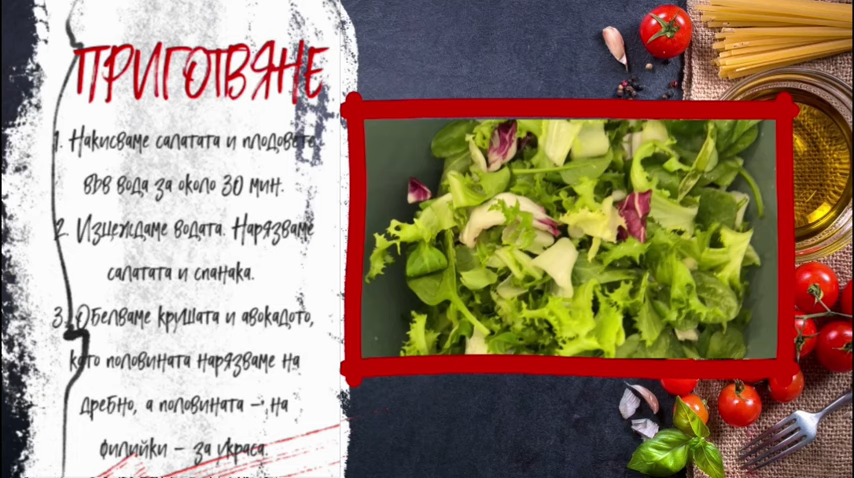 ПРИГОТВЯНЕ
1. Накисваме салатата и плодовете
във вода за около 30 мин.
2. Изцеждаме водата. Нарязваме
салатата и спанака.
3. Обелваме крушата и авокадото,
като половината нарязваме на
дребно, а половината – на
филийки – за украса.